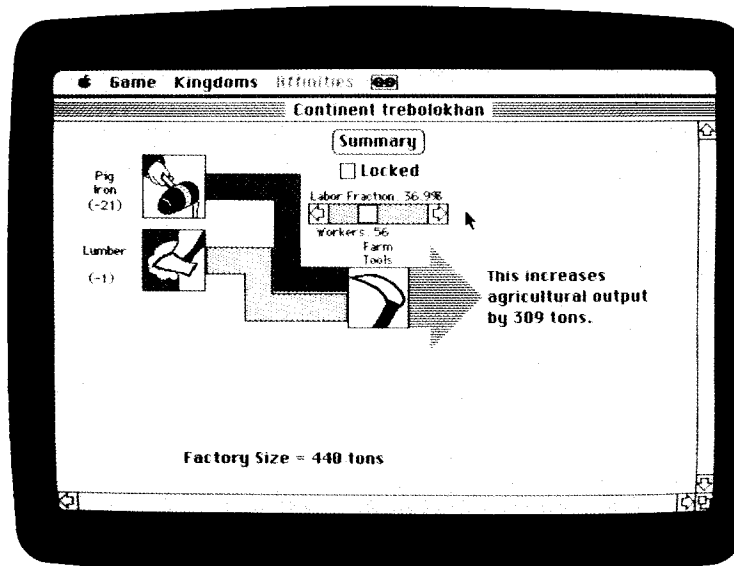 Game Kingdoms Affinities
Continent trebolokhan
Summary
Locked
Pig
Iron
(-21)
Labor Fraction 36.9%
Workers 56
Lumber
(-1)
Farm
Tools
This increases
agricultural output
by 309 tons.
Factory Size = 440 tons